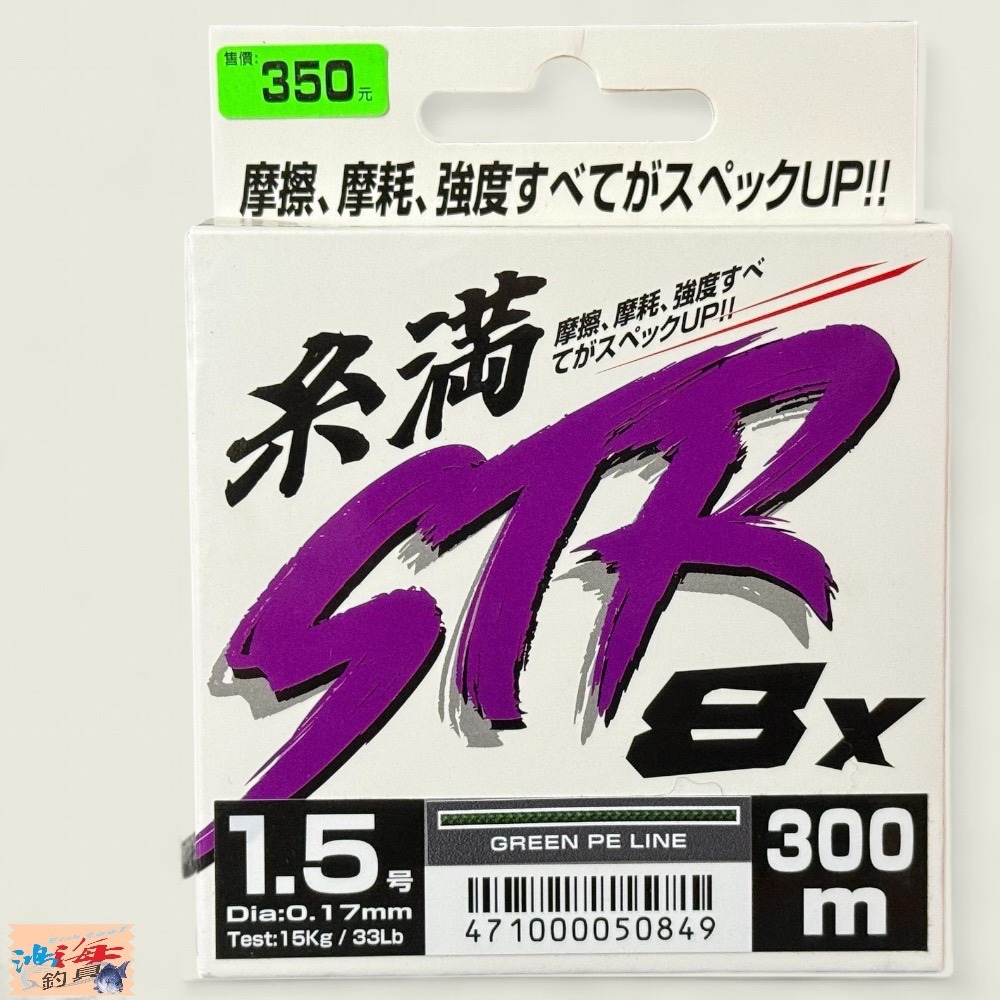 售價:
350元
摩擦、摩耗、強度すべてがスペックUP!!
糸満
摩擦、摩耗、強度すべ
てがスペックUP!!
STR
8x
1.5号
Dia:0.17mm
Test:15Kg / 33Lb
GREEN PE LINE
4710000050849
300
m
釣具